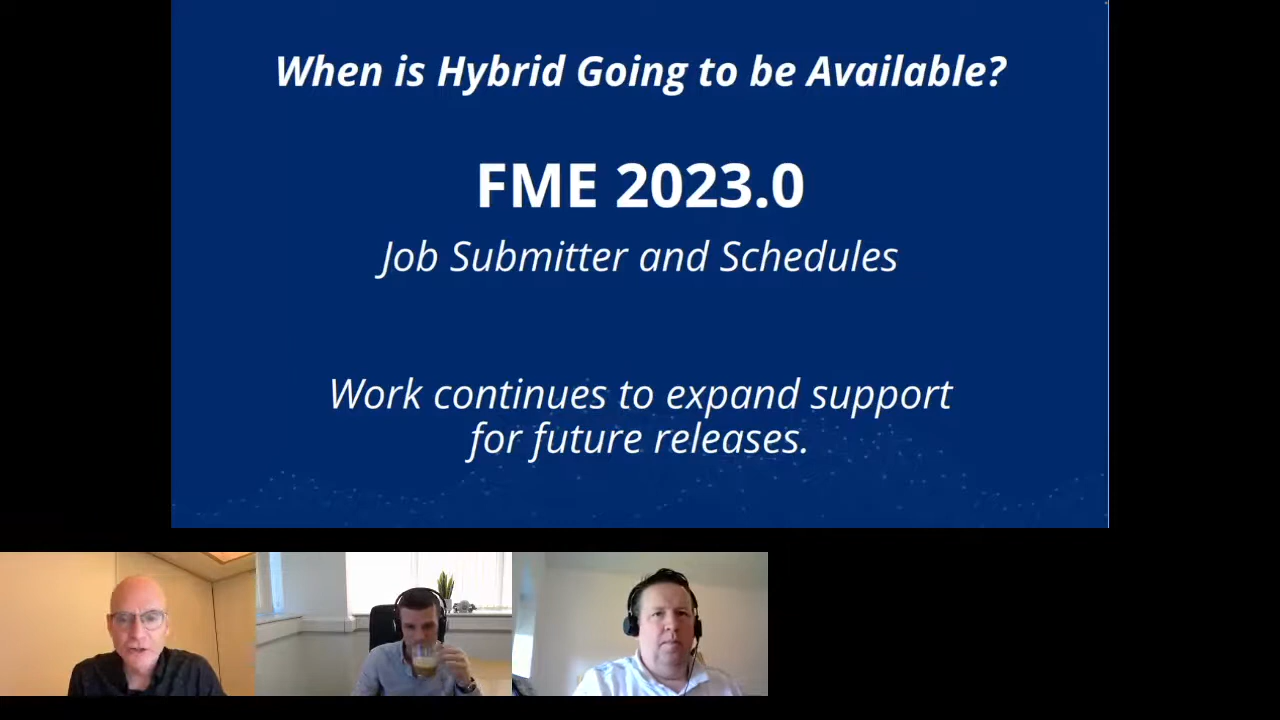 When is Hybrid Going to be Available?
FME 2023.0
Job Submitter and Schedules
Work continues to expand support
for future releases.